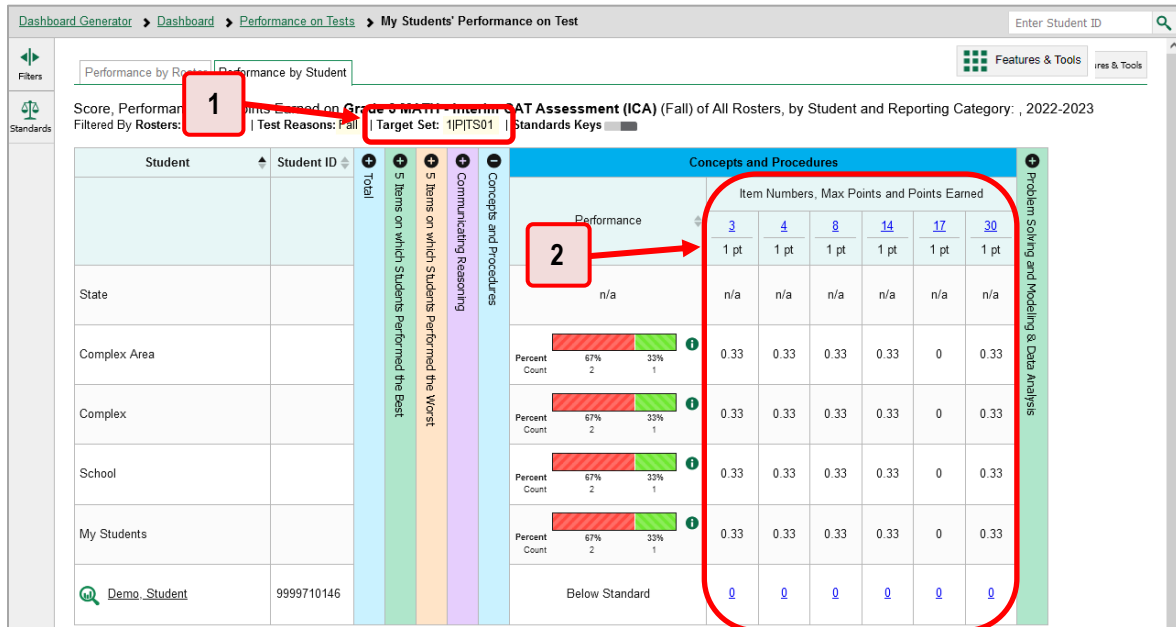 Dashboard Generator > Dashboard > Performance on Tests > My Students' Performance on Test
Enter Student ID
Filters
Standards
Performance by Roster
Performance by Student
Features & Tools
Tools
1
Score, Performan
Earned on Grade MATH - Interim CAT Assessment (ICA) (Fall) of All Rosters, by Student and Reporting Category: , 2022-2023
Filtered By Rosters: | Test Reasons: Fall | Target Set: 1|P|TS01 | Standards Keys
Student
Student ID
Total
5 Items on which Students Performed the Best
5 Items on which Students Performed the Worst
Communicating Reasoning
Concepts and Procedures
Concepts and Procedures
Problem Solving and Modeling & Data Analysis
Performance
Item Numbers, Max Points and Points Earned
3 4 8 14 17 30
1 pt 1 pt 1 pt 1 pt 1 pt 1 pt
2
State n/a n/a n/a n/a n/a n/a n/a
Complex Area 0.33 0.33 0.33 0.33 0 0.33
Percent 67% 33%
Count 2 1
Complex 0.33 0.33 0.33 0.33 0 0.33
Percent 67% 33%
Count 2 1
School 0.33 0.33 0.33 0.33 0 0.33
Percent 67% 33%
Count 2 1
My Students 0.33 0.33 0.33 0.33 0 0.33
Percent 67% 33%
Count 2 1
Demo, Student 9999710146 Below Standard 0 0 0 0 0 0